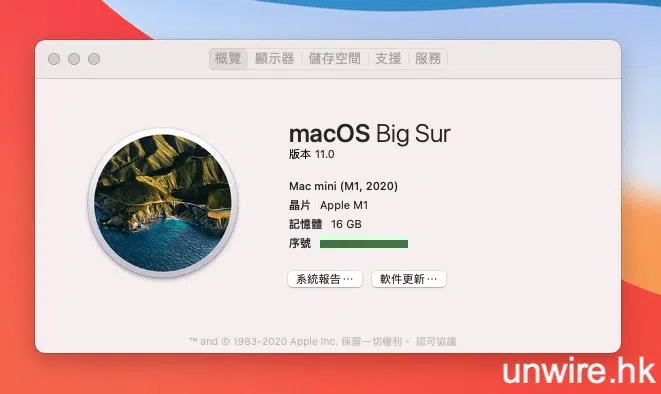 概覽 顯示器 儲存空間 支援 服務
macOS Big Sur
版本 11.0
Mac mini (M1, 2020)
晶片 Apple M1
記憶體 16 GB
序號
系統報告⋯ 軟件更新⋯
™ and © 1983-2020 Apple Inc. 保留一切權利。 認可協議
unwire.hk